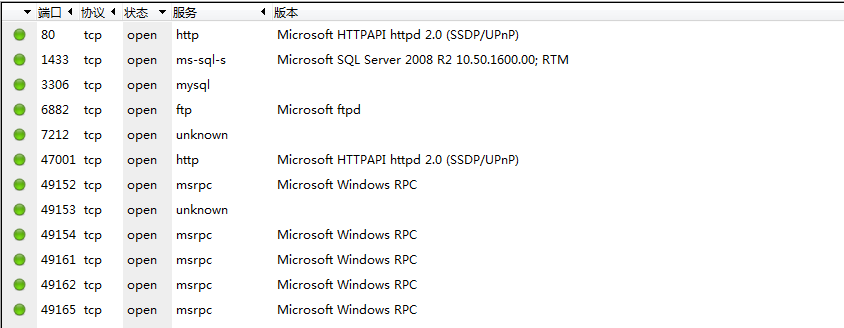 端口 协议 状态 服务 版本
80 tcp open http Microsoft HTTPAPI httpd 2.0 (SSDP/UPnP)
1433 tcp open ms-sql-s Microsoft SQL Server 2008 R2 10.50.1600.00; RTM
3306 tcp open mysql
6882 tcp open ftp Microsoft ftpd
7212 tcp open unknown
47001 tcp open http Microsoft HTTPAPI httpd 2.0 (SSDP/UPnP)
49152 tcp open msrpc Microsoft Windows RPC
49153 tcp open unknown
49154 tcp open msrpc Microsoft Windows RPC
49161 tcp open msrpc Microsoft Windows RPC
49162 tcp open msrpc Microsoft Windows RPC
49165 tcp open msrpc Microsoft Windows RPC